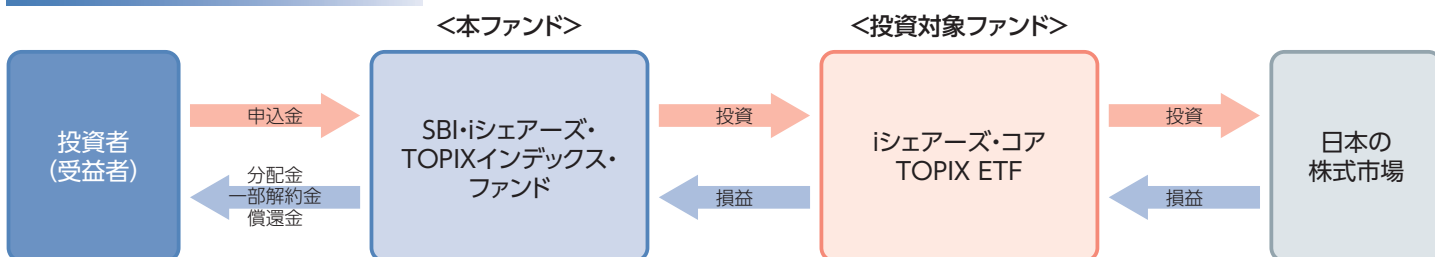 <本ファンド>
<投資対象ファンド>
投資者
(受益者)
申込金
分配金
一部解約金
償還金
SBI・iシェアーズ・
TOPIXインデックス・
ファンド
投資
損益
iシェアーズ・コア
TOPIX ETF
投資
損益
日本の
株式市場